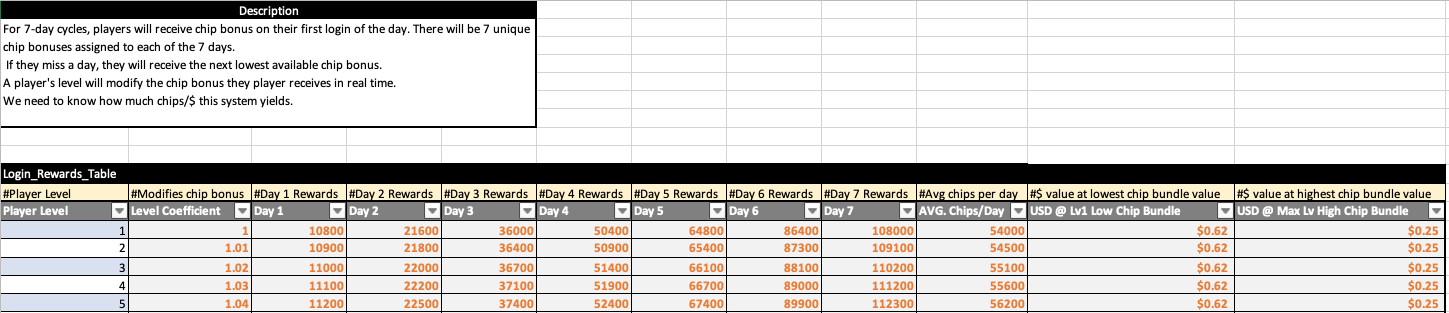 Description
For 7-day cycles, players will receive chip bonus on their first login of the day. There will be 7 unique
chip bonuses assigned to each of the 7 days.
If they miss a day, they will receive the next lowest available chip bonus.
A player's level will modify the chip bonus they player receives in real time.
We need to know how much chips/$ this system yields.
Login_Rewards_Table
#Player Level #Modifies chip bonus #Day 1 Rewards #Day 2 Rewards #Day 3 Rewards #Day 4 Rewards #Day 5 Rewards #Day 6 Rewards #Day 7 Rewards #Avg chips per day #$ value at lowest chip bundle value #$ value at highest chip bundle value
Player Level Level Coefficient Day 1 Day 2 Day 3 Day 4 Day 5 Day 6 Day 7 AVG. Chips/Day USD @ Lv1 Low Chip Bundle USD @ Max Lv High Chip Bundle
1 1 10800 21600 36000 50400 64800 86400 108000 54000 $0.62 $0.25
2 1.01 10900 21800 36400 50900 65400 87300 109100 54500 $0.62 $0.25
3 1.02 11000 22000 36700 51400 66100 88100 110200 55100 $0.62 $0.25
4 1.03 11100 22200 37100 51900 66700 89000 111200 55600 $0.62 $0.25
5 1.04 11200 22500 37400 52400 67400 89900 112300 56200 $0.62 $0.25